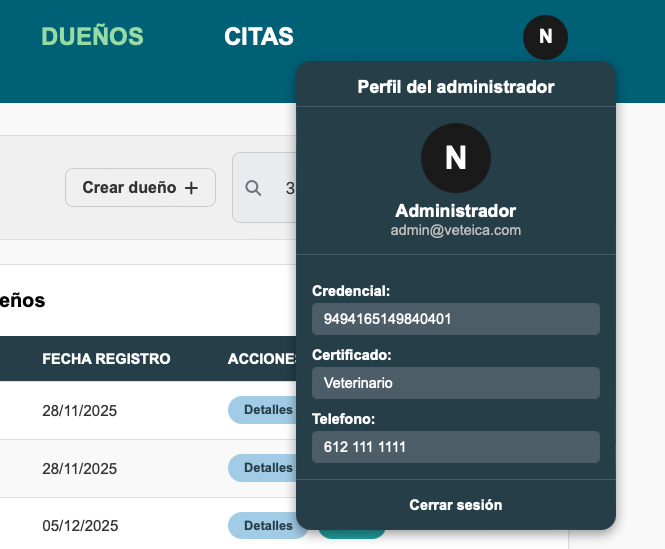 DUEÑOS
CITAS
N
Perfil del administrador
N
Administrador
admin@veteica.com
Credencial:
9494165149840401
Certificado:
Veterinario
Telefono:
612 111 1111
Cerrar sesión
Crear dueño +
3
eños
FECHA REGISTRO
ACCIONE
28/11/2025
Detalles
28/11/2025
Detalles
05/12/2025
Detalles